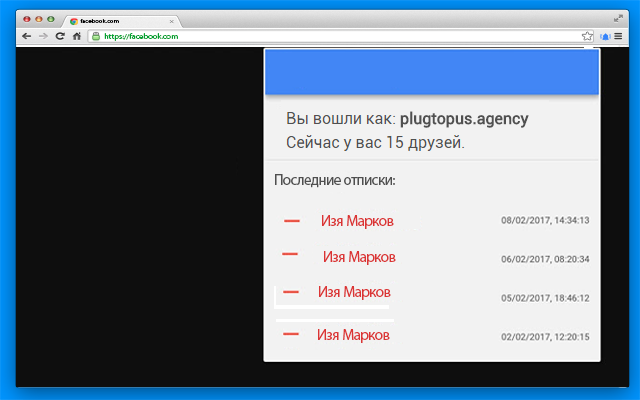 facebook.com
https://facebook.com
Вы вошли как: plugtopus.agency
Сейчас у вас 15 друзей.
Последние отписки:
Изя Марков 08/02/2017, 14:34:13
Изя Марков 06/02/2017, 08:20:34
Изя Марков 05/02/2017, 18:46:12
Изя Марков 02/02/2017, 12:20:15